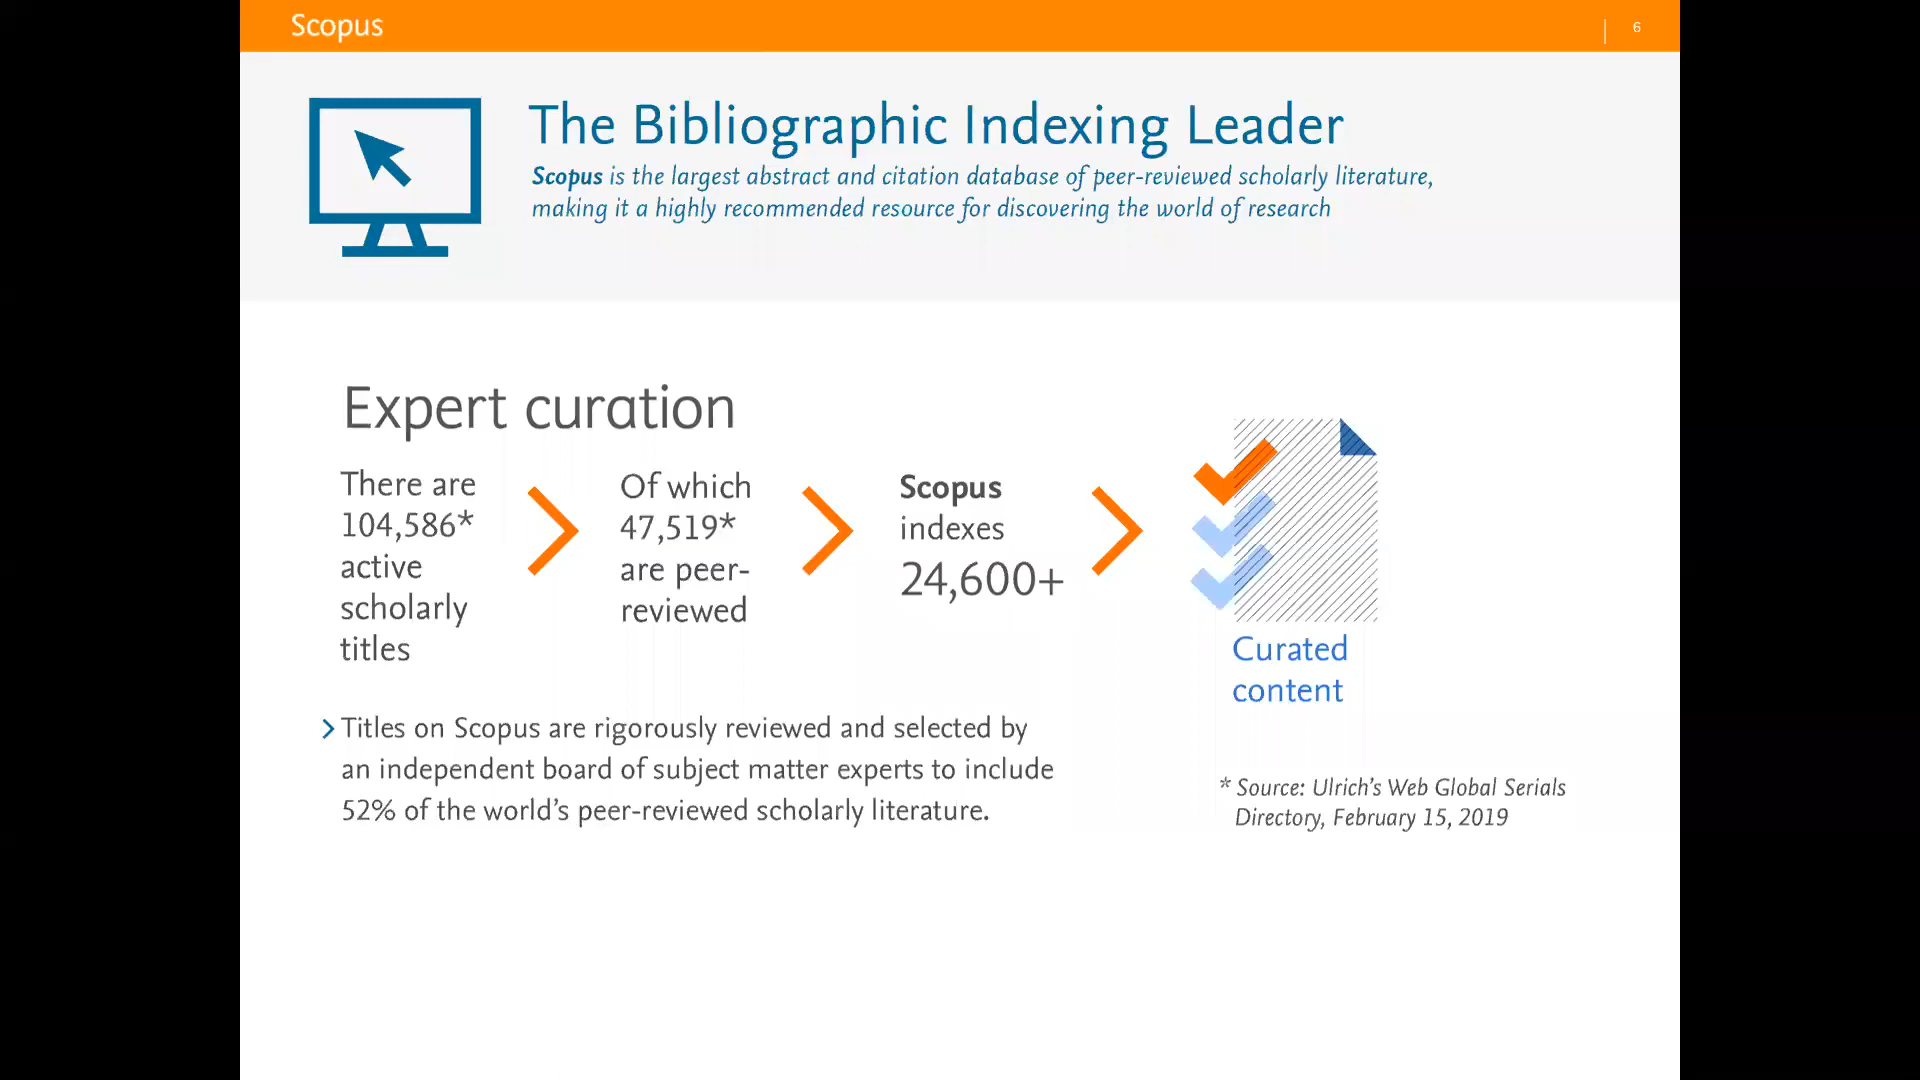 Scopus
6
The Bibliographic Indexing Leader
Scopus is the largest abstract and citation database of peer-reviewed scholarly literature,
making it a highly recommended resource for discovering the world of research
Expert curation
There are
104,586*
active
scholarly
titles
Of which
47,519*
are peer-
reviewed
Scopus
indexes
24,600+
Curated
content
Titles on Scopus are rigorously reviewed and selected by
an independent board of subject matter experts to include
52% of the world’s peer-reviewed scholarly literature.
* Source: Ulrich’s Web Global Serials
Directory, February 15, 2019